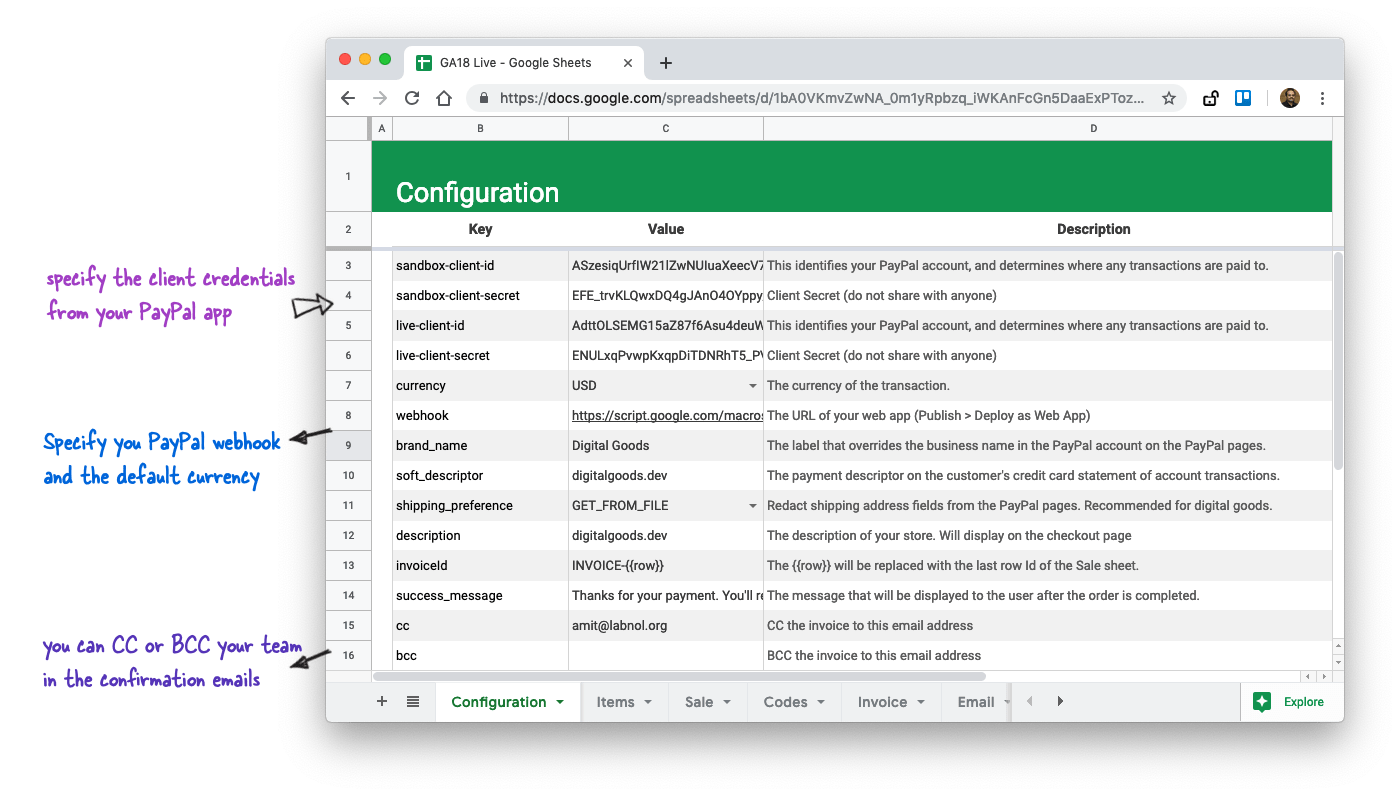 GA18 Live - Google Sheets
https://docs.google.com/spreadsheets/d/1bA0VKmvZwNA_0m1yRpbzq_iWKAnFcGn5DaaExPToz...
A B C D
1 Configuration
2 Key Value Description
3 sandbox-client-id ASzesiqUrfIW21lZwNUIuaXeecV7 This identifies your PayPal account, and determines where any transactions are paid to.
specify the client credentials
from your PayPal app
4 sandbox-client-secret EFE_trvKLQwxDQ4gJAnO4OYppy Client Secret (do not share with anyone)
5 live-client-id AdttOLSEMG15aZ87f6Asu4deuW This identifies your PayPal account, and determines where any transactions are paid to.
6 live-client-secret ENULxqPvwpKxqpDiTDNRhT5_PV Client Secret (do not share with anyone)
7 currency USD The currency of the transaction.
8 webhook https://script.google.com/macros The URL of your web app (Publish > Deploy as Web App)
Specify you PayPal webhook
and the default currency
9 brand_name Digital Goods The label that overrides the business name in the PayPal account on the PayPal pages.
10 soft_descriptor digitalgoods.dev The payment descriptor on the customer's credit card statement of account transactions.
11 shipping_preference GET_FROM_FILE Redact shipping address fields from the PayPal pages. Recommended for digital goods.
12 description digitalgoods.dev The description of your store. Will display on the checkout page
13 invoiceId INVOICE-{{row}} The {{row}} will be replaced with the last row Id of the Sale sheet.
14 success_message Thanks for your payment. You'll re The message that will be displayed to the user after the order is completed.
15 cc amit@labnol.org CC the invoice to this email address
16 bcc BCC the invoice to this email address
you can CC or BCC your team
in the confirmation emails
Configuration Items Sale Codes Invoice Email Explore